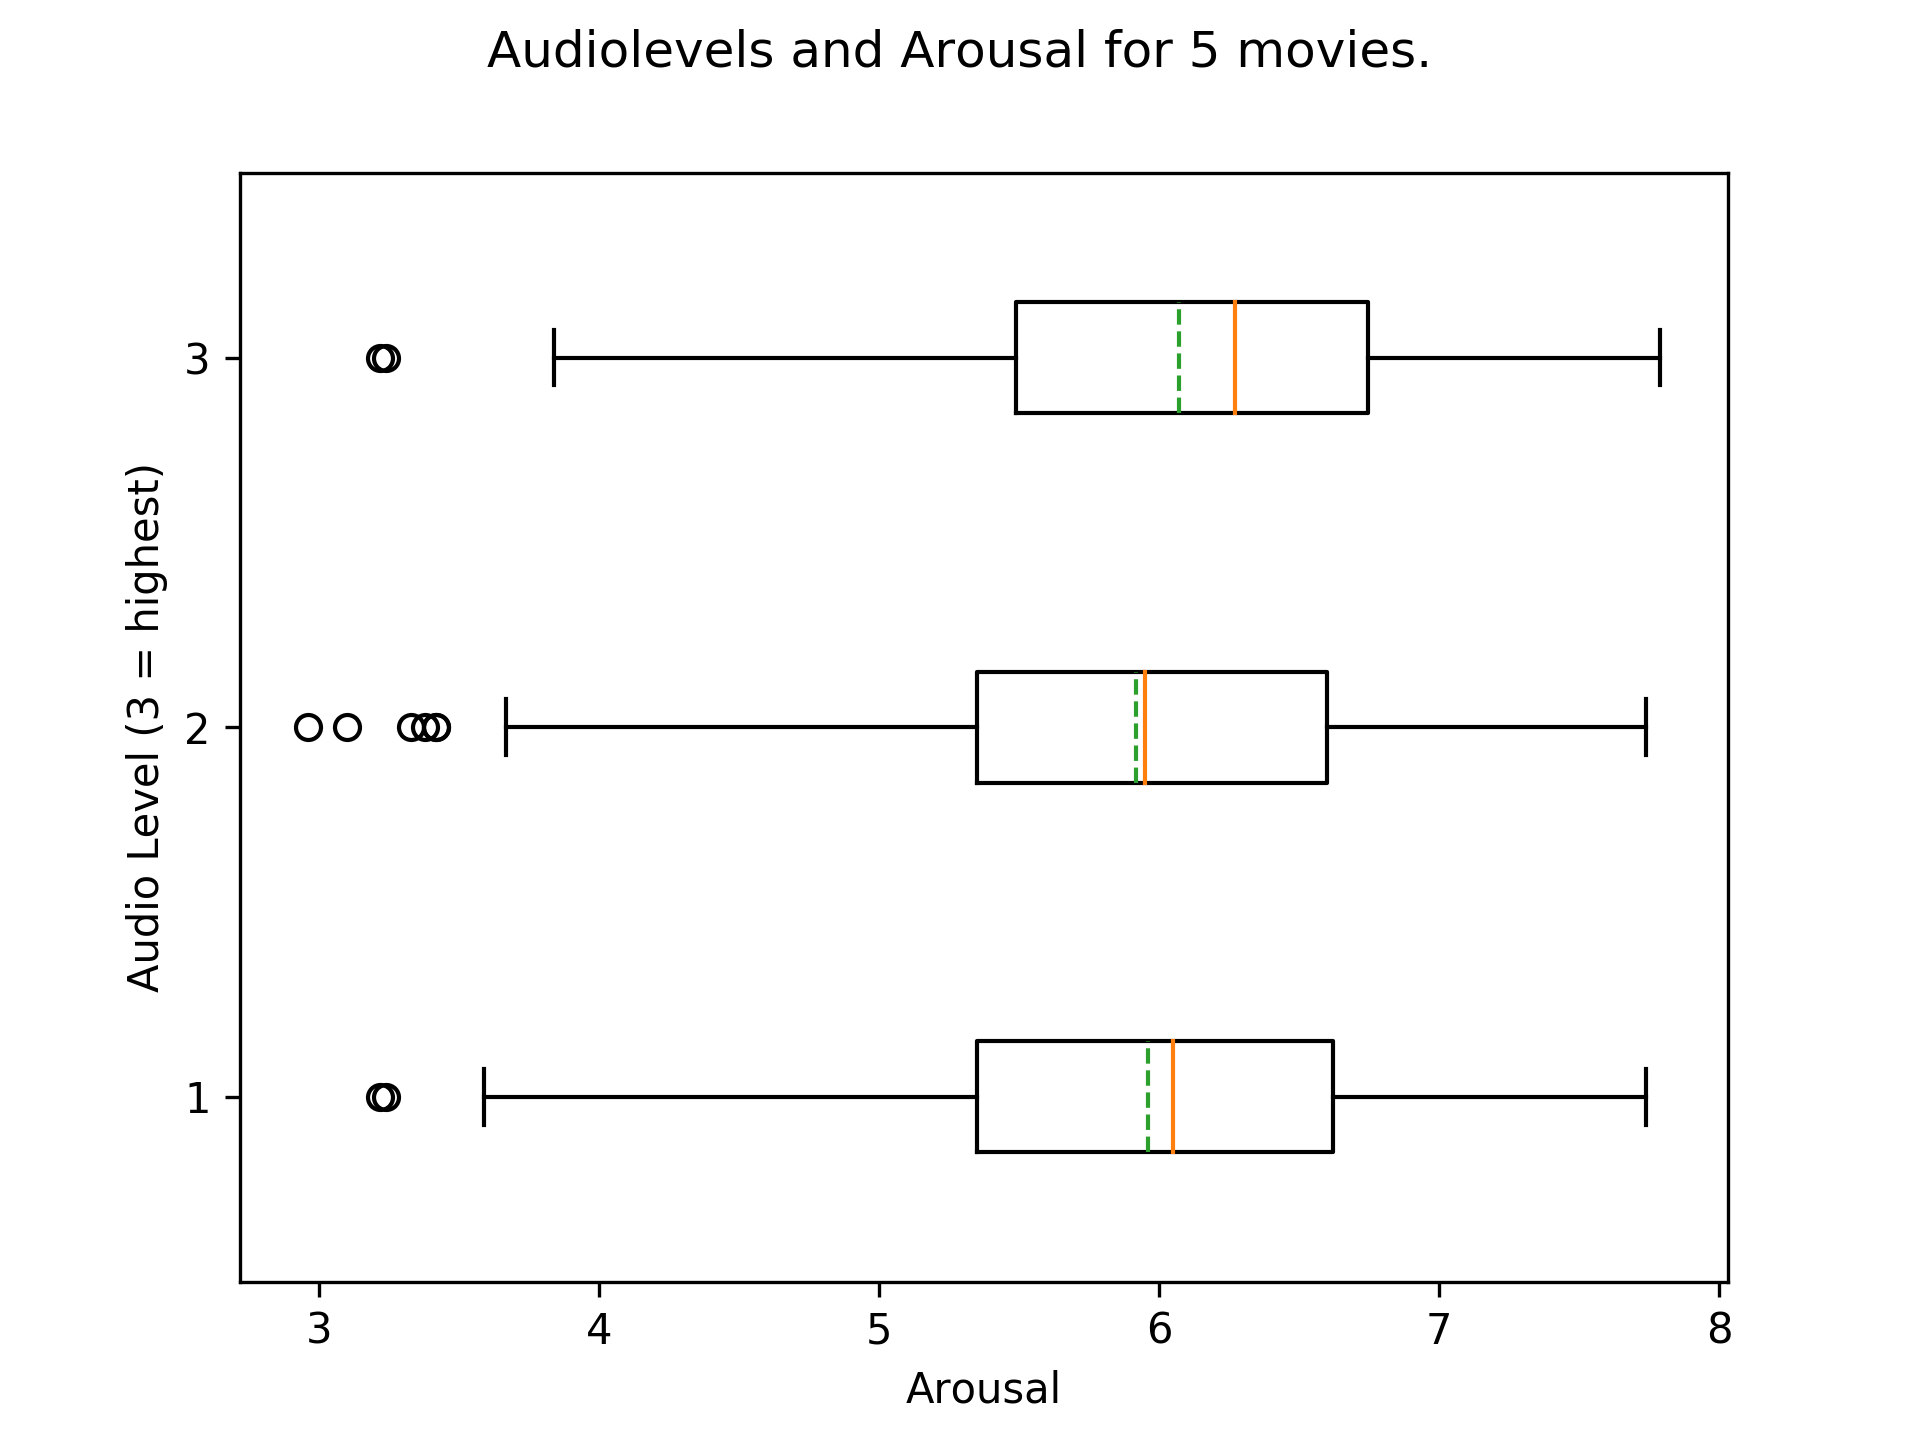 Audiolevels and Arousal for 5 movies.
Audio Level (3 = highest)
3
2
1
3 4 5 6 7 8
Arousal